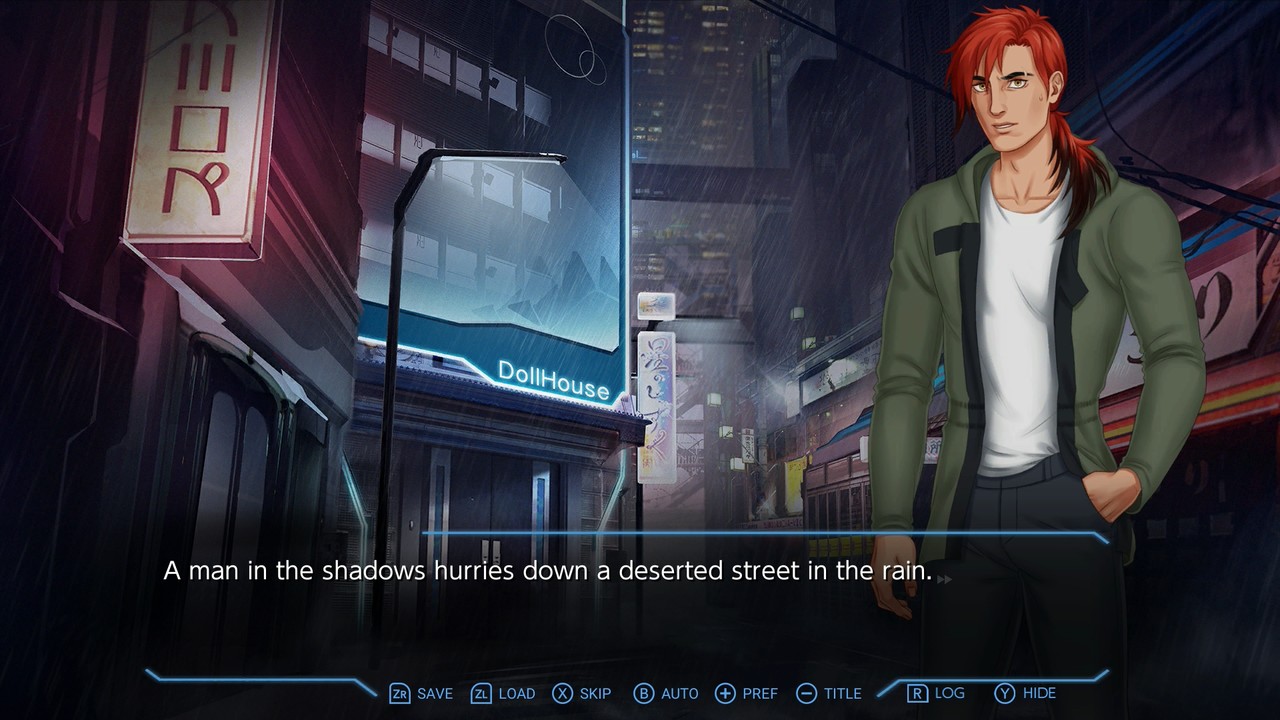 DollHouse
A man in the shadows hurries down a deserted street in the rain.
ZR SAVE ZL LOAD X SKIP B AUTO + PREF − TITLE R LOG Y HIDE